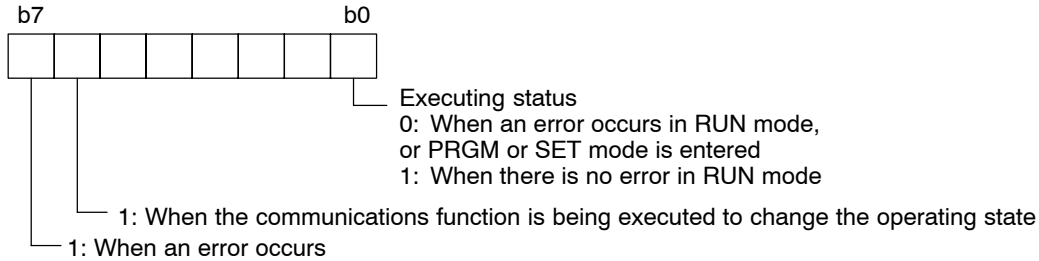 b7 b0
Executing status
0: When an error occurs in RUN mode,
or PRGM or SET mode is entered
1: When there is no error in RUN mode
1: When the communications function is being executed to change the operating state
1: When an error occurs